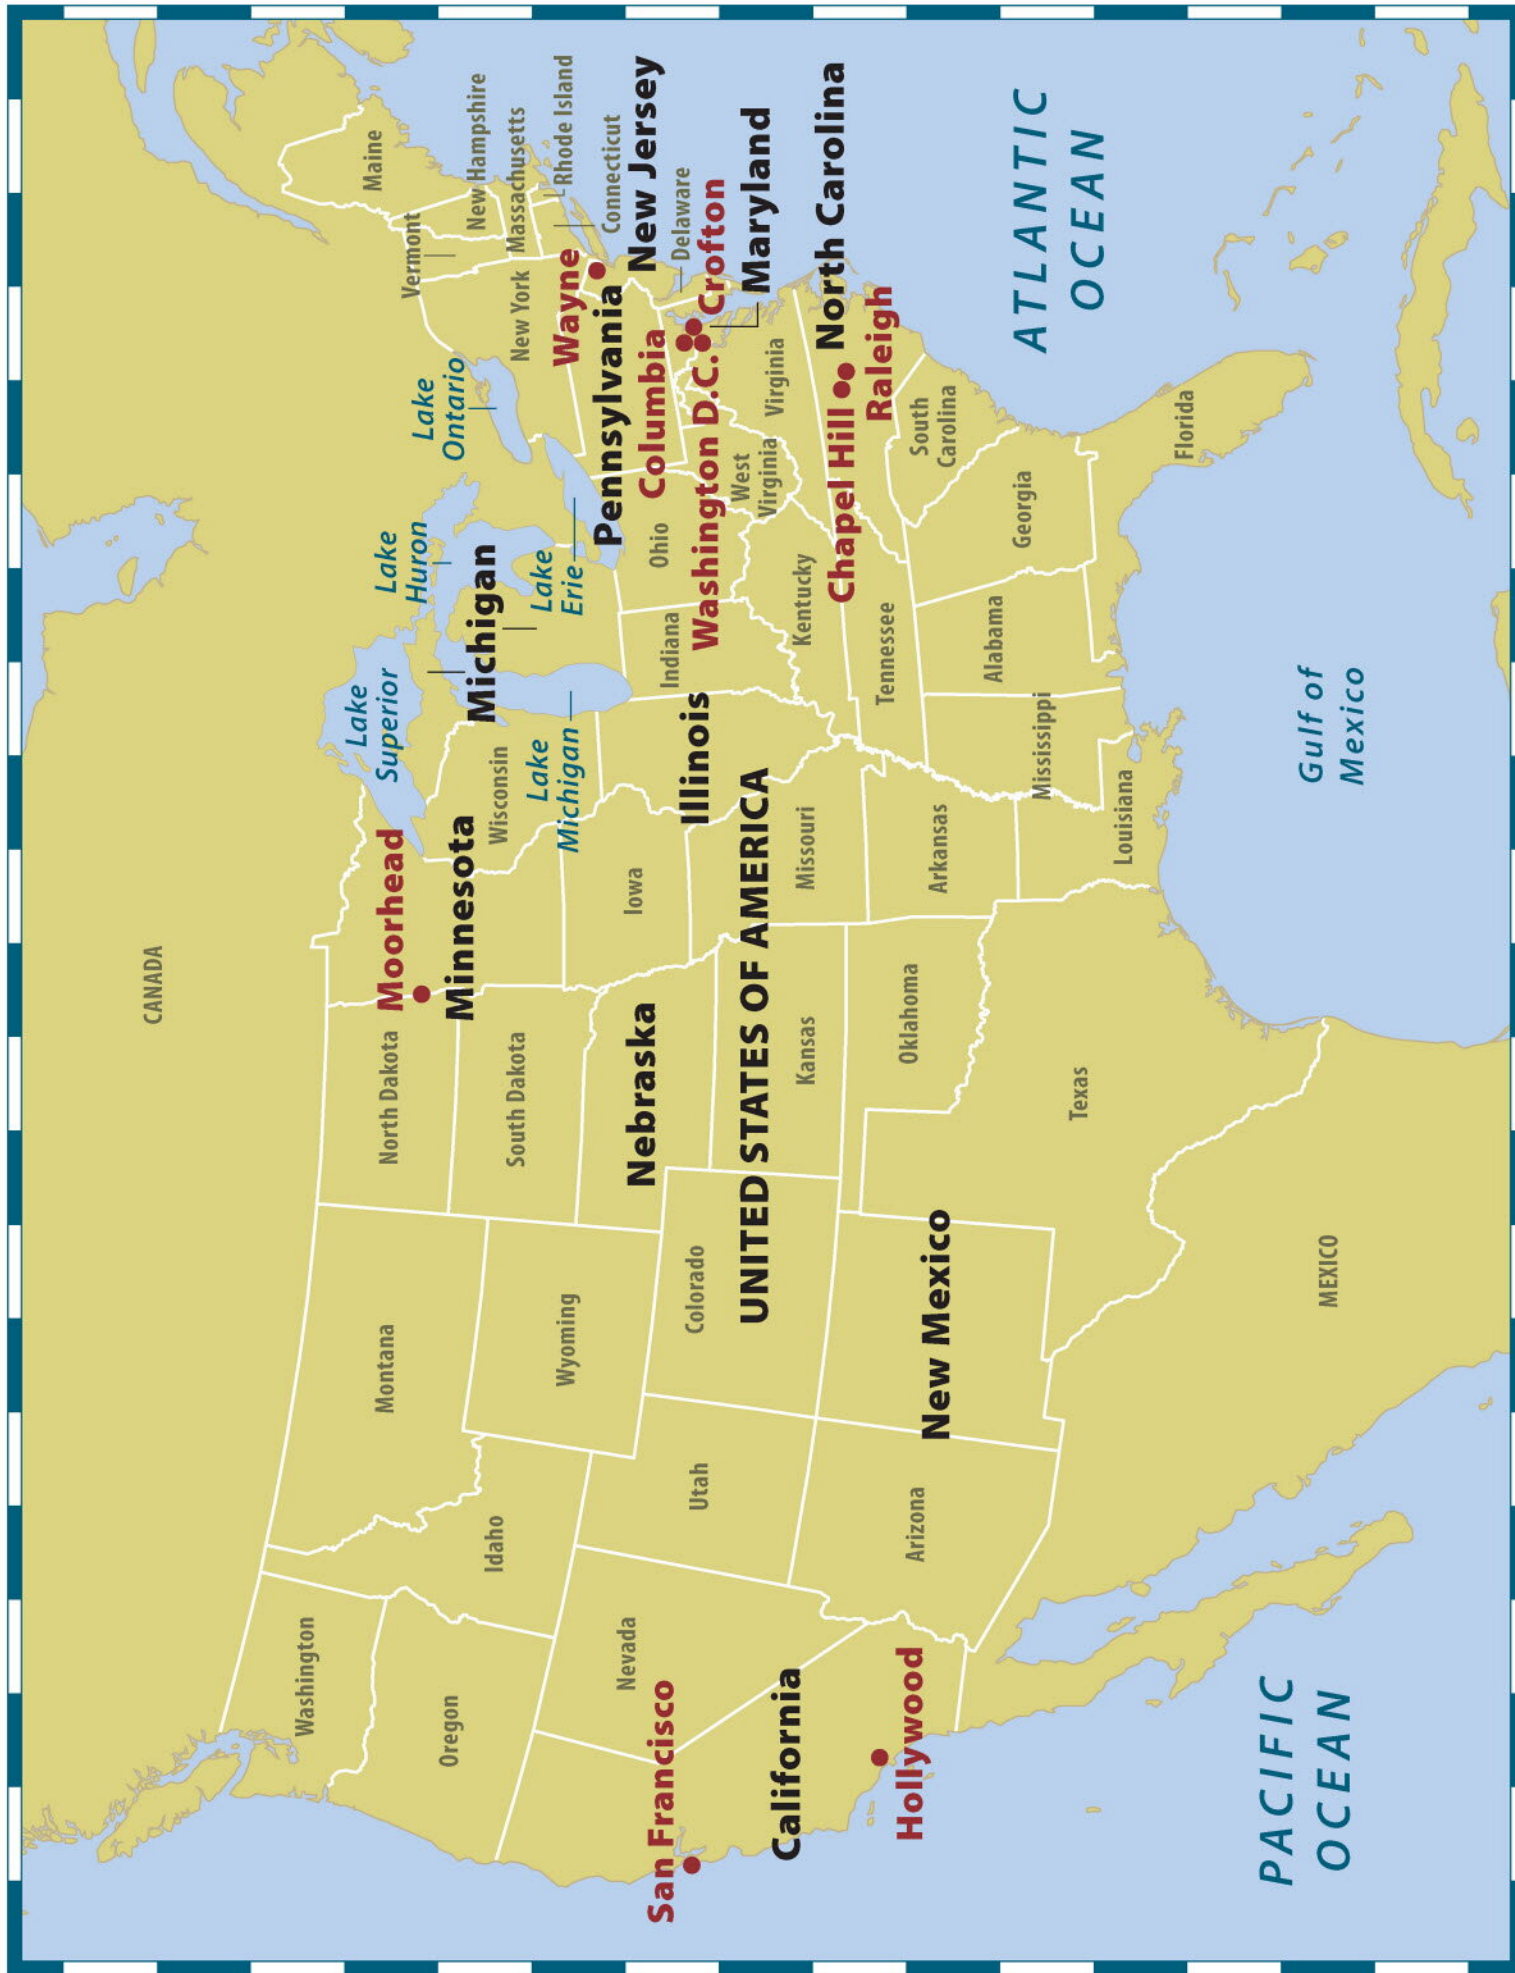 CANADA
Washington
Oregon
Idaho
Montana
North Dakota
South Dakota
Wyoming
Nebraska
Moorhead
Minnesota
Wisconsin
Iowa
Lake
Superior
Lake
Michigan
Michigan
Lake
Huron
Lake
Erie
Lake
Ontario
Maine
Vermont
New Hampshire
Massachusetts
Rhode Island
Connecticut
New York
Wayne
New Jersey
Pennsylvania
Delaware
Columbia
Crofton
Washington D.C.
Maryland
Ohio
Indiana
Illinois
West
Virginia
Virginia
Kentucky
Chapel Hill
North Carolina
Raleigh
Tennessee
South
Carolina
Georgia
Alabama
Mississippi
Florida
Louisiana
Arkansas
Missouri
UNITED STATES OF AMERICA
Kansas
Oklahoma
Texas
Colorado
New Mexico
Utah
Arizona
Nevada
San Francisco
California
Hollywood
MEXICO
Gulf of
Mexico
ATLANTIC
OCEAN
PACIFIC
OCEAN